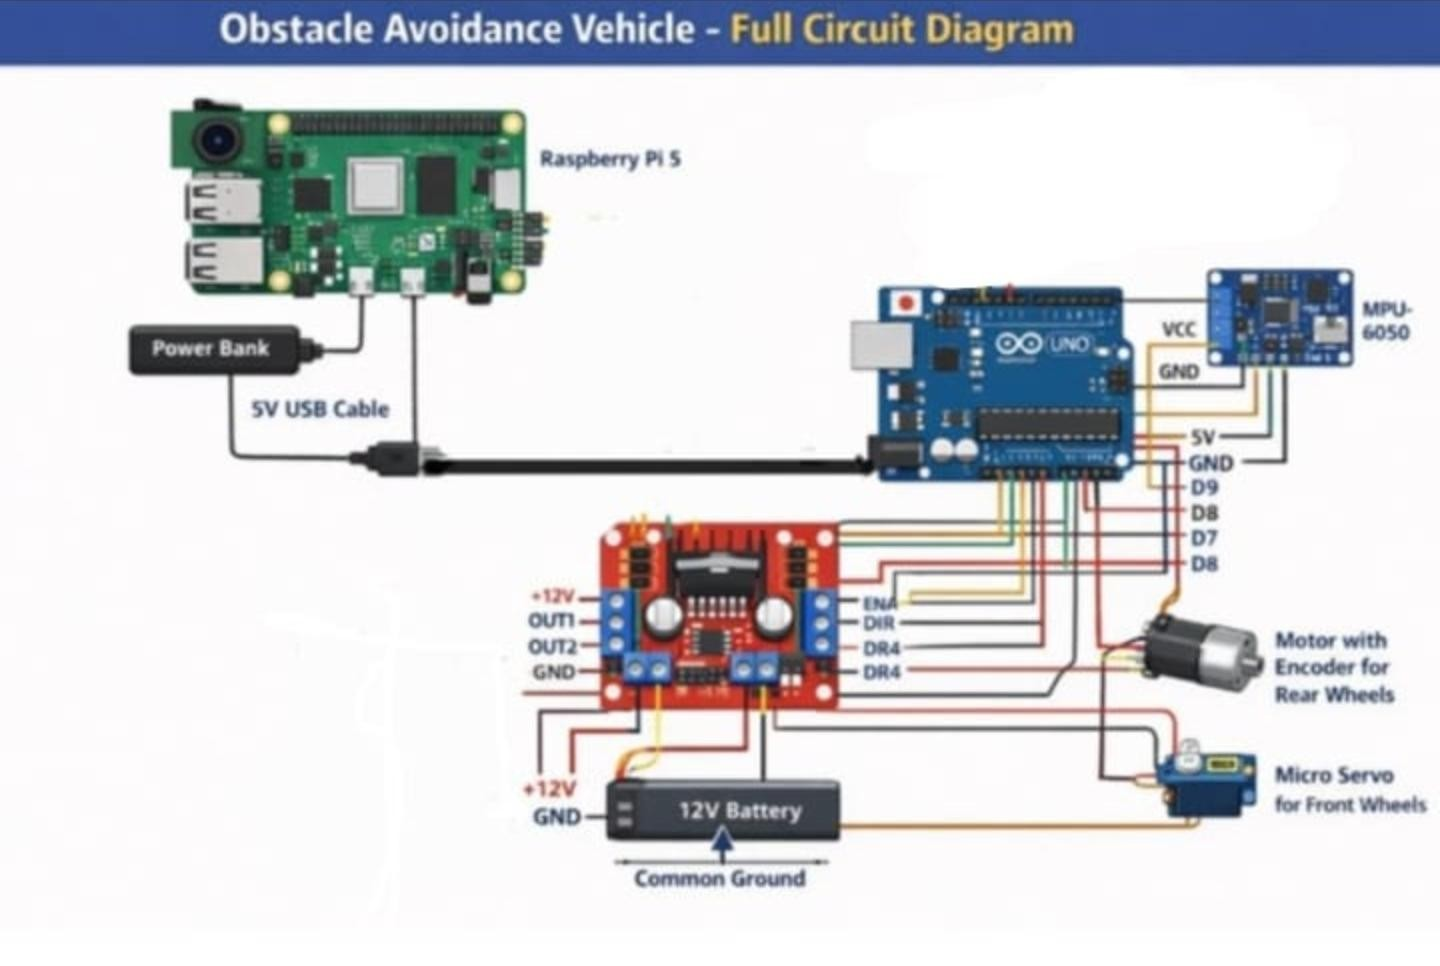 Obstacle Avoidance Vehicle - Full Circuit Diagram
Raspberry Pi 5
Power Bank
5V USB Cable
UNO
MPU-
6050
VCC
GND
5V
GND
D9
D8
D7
D8
+12V
OUT1
OUT2
GND
ENA
DIR
DR4
DR4
Motor with
Encoder for
Rear Wheels
+12V
GND
12V Battery
Common Ground
Micro Servo
for Front Wheels